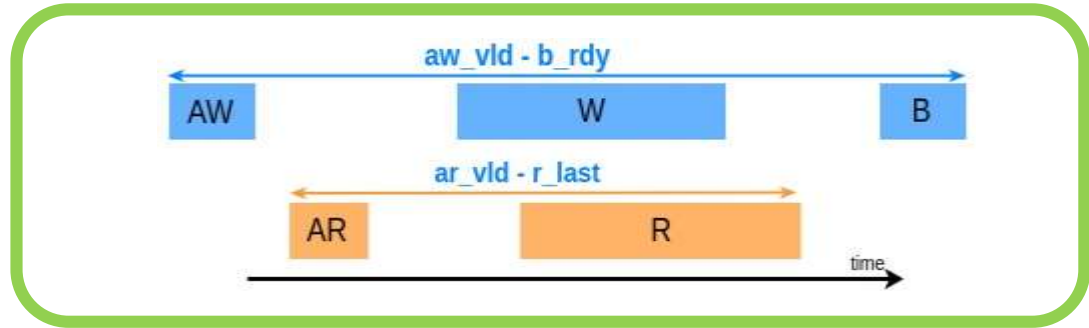 aw_vld - b_rdy
AW W B
ar_vld - r_last
AR R
time